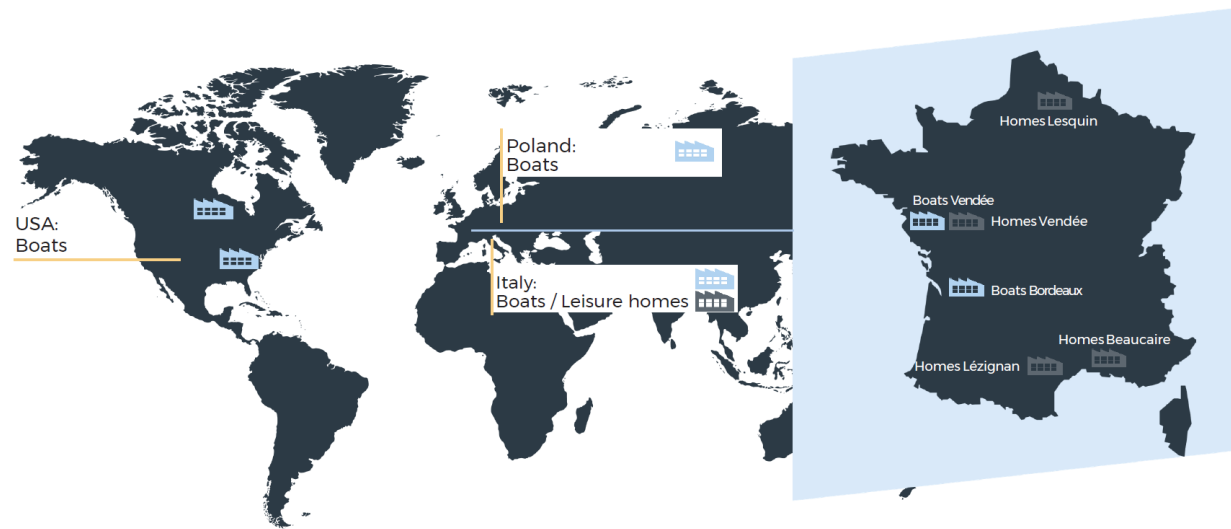 USA:
Boats
Poland:
Boats
Italy:
Boats / Leisure homes
Homes Lesquin
Boats Vendée
Homes Vendée
Boats Bordeaux
Homes Beaucaire
Homes Lézignan